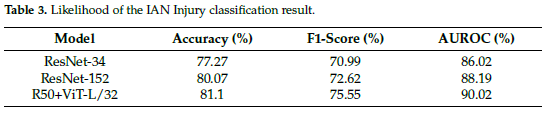 Table 3. Likelihood of the IAN Injury classification result.
Model Accuracy (%) F1-Score (%) AUROC (%)
ResNet-34 77.27 70.99 86.02
ResNet-152 80.07 72.62 88.19
R50+ViT-L/32 81.1 75.55 90.02